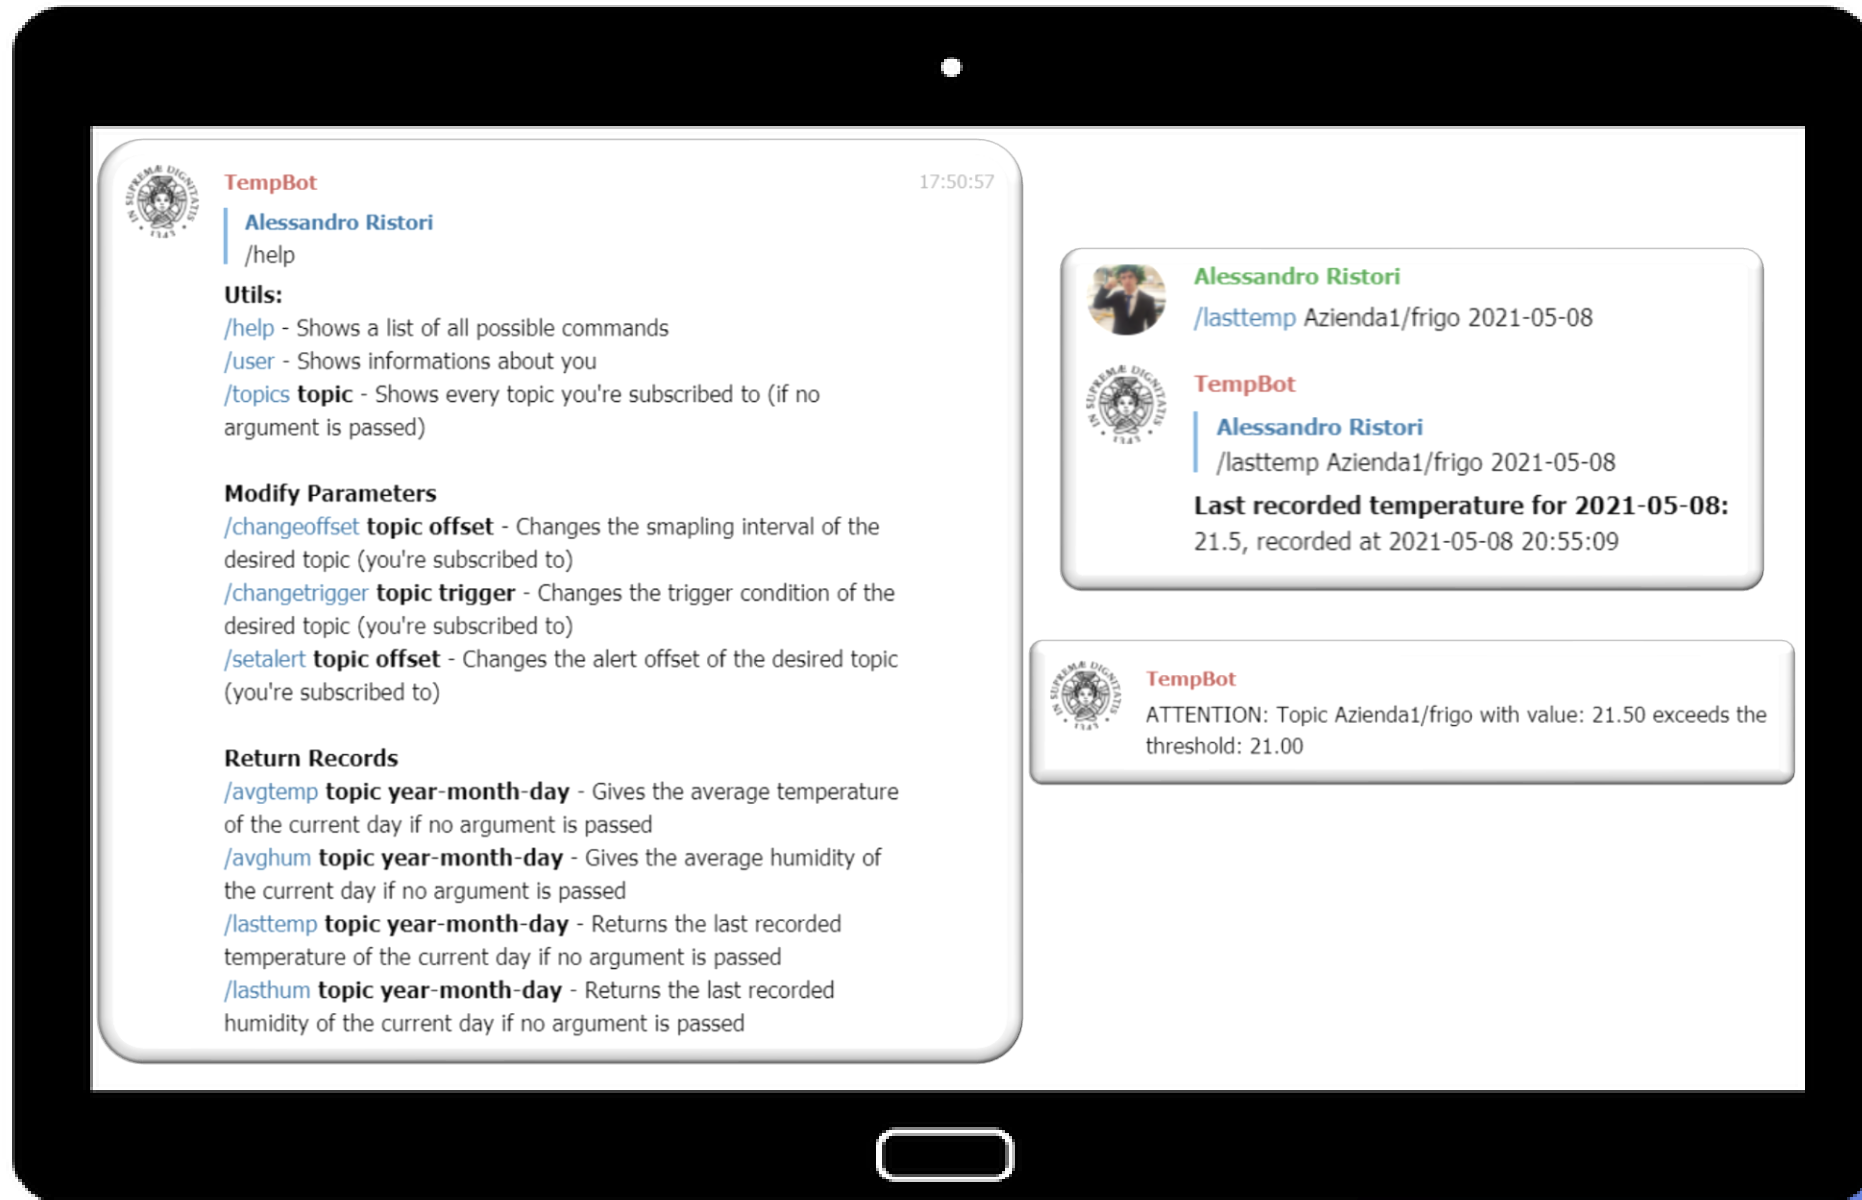 TempBot 17:50:57
Alessandro Ristori
/help
Utils:
/help - Shows a list of all possible commands
/user - Shows informations about you
/topics topic - Shows every topic you're subscribed to (if no
argument is passed)
Modify Parameters
/changeoffset topic offset - Changes the smapling interval of the
desired topic (you're subscribed to)
/changetrigger topic trigger - Changes the trigger condition of the
desired topic (you're subscribed to)
/setalert topic offset - Changes the alert offset of the desired topic
(you're subscribed to)
Return Records
/avgtemp topic year-month-day - Gives the average temperature
of the current day if no argument is passed
/avghum topic year-month-day - Gives the average humidity of
the current day if no argument is passed
/lasttemp topic year-month-day - Returns the last recorded
temperature of the current day if no argument is passed
/lasthum topic year-month-day - Returns the last recorded
humidity of the current day if no argument is passed
IN SUPREMÆ DIGNITATIS
Alessandro Ristori
/lasttemp Azienda1/frigo 2021-05-08
TempBot
Alessandro Ristori
/lasttemp Azienda1/frigo 2021-05-08
Last recorded temperature for 2021-05-08:
21.5, recorded at 2021-05-08 20:55:09
IN SUPREMÆ DIGNITATIS
TempBot
ATTENTION: Topic Azienda1/frigo with value: 21.50 exceeds the
threshold: 21.00
IN SUPREMÆ DIGNITATIS